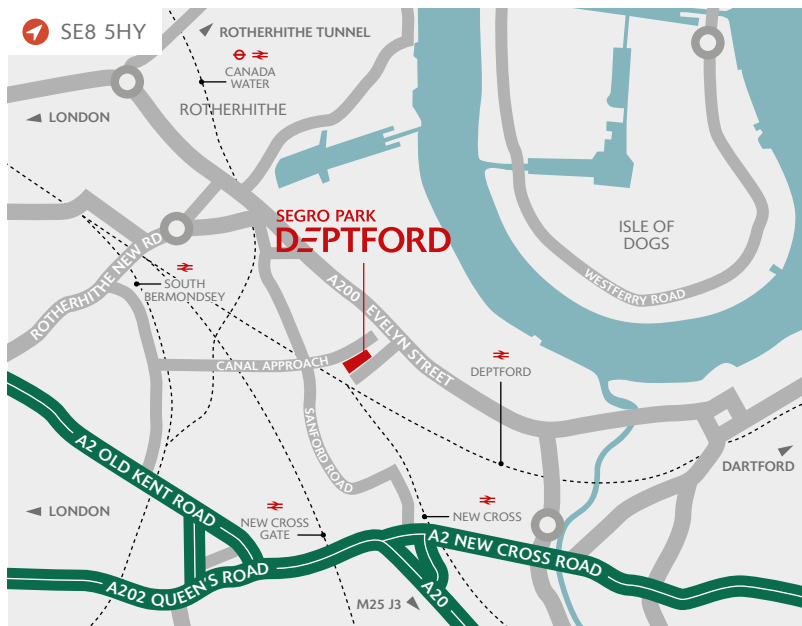 SE8 5HY
ROTHERHITHE TUNNEL
CANADA
WATER
ROTHERHITHE
LONDON
SEGRO PARK
DEPTFORD
ISLE OF
DOGS
WESTFERRY ROAD
ROTHERHITHE NEW RD
SOUTH
BERMONDSEY
A200 EVELYN STREET
CANAL APPROACH
DEPTFORD
SANFORD ROAD
A2 OLD KENT ROAD
DARTFORD
LONDON
NEW CROSS
GATE
NEW CROSS
A2 NEW CROSS ROAD
A202 QUEEN'S ROAD
A20
M25 J3